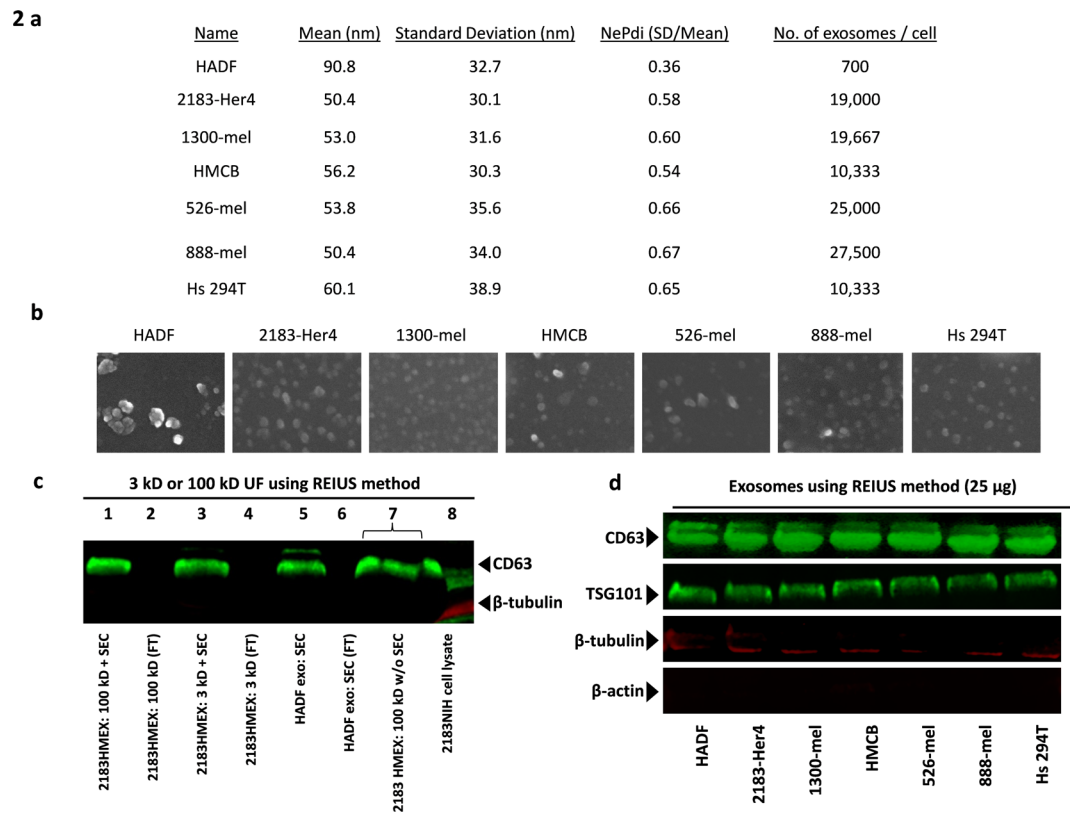 2 a
Name Mean (nm) Standard Deviation (nm) NePdi (SD/Mean) No. of exosomes / cell
HADF 90.8 32.7 0.36 700
2183-Her4 50.4 30.1 0.58 19,000
1300-mel 53.0 31.6 0.60 19,667
HMCB 56.2 30.3 0.54 10,333
526-mel 53.8 35.6 0.66 25,000
888-mel 50.4 34.0 0.67 27,500
Hs 294T 60.1 38.9 0.65 10,333
b
HADF 2183-Her4 1300-mel HMCB 526-mel 888-mel Hs 294T
c
3 kD or 100 kD UF using REIUS method
1 2 3 4 5 6 7 8
CD63
β-tubulin
2183HMEX: 100 kD + SEC
2183HMEX: 100 kD (FT)
2183HMEX: 3 kD + SEC
2183HMEX: 3 kD (FT)
HADF exo: SEC
HADF exo: SEC (FT)
2183 HMEX: 100 kD w/o SEC
2183NIH cell lysate
d
Exosomes using REIUS method (25 µg)
CD63
TSG101
β-tubulin
β-actin
HADF
2183-Her4
1300-mel
HMCB
526-mel
888-mel
Hs 294T